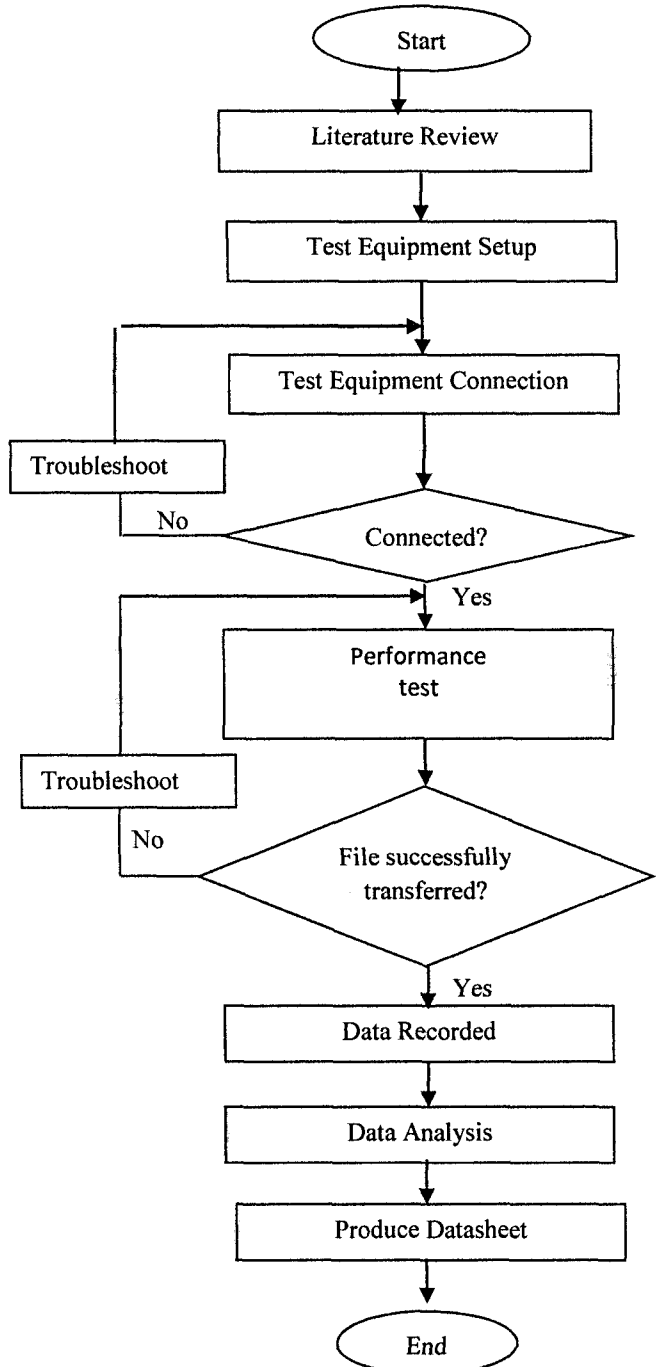 Start
Literature Review
Test Equipment Setup
Test Equipment Connection
Troubleshoot
No
Connected?
Yes
Performance
test
Troubleshoot
No
File successfully
transferred?
Yes
Data Recorded
Data Analysis
Produce Datasheet
End